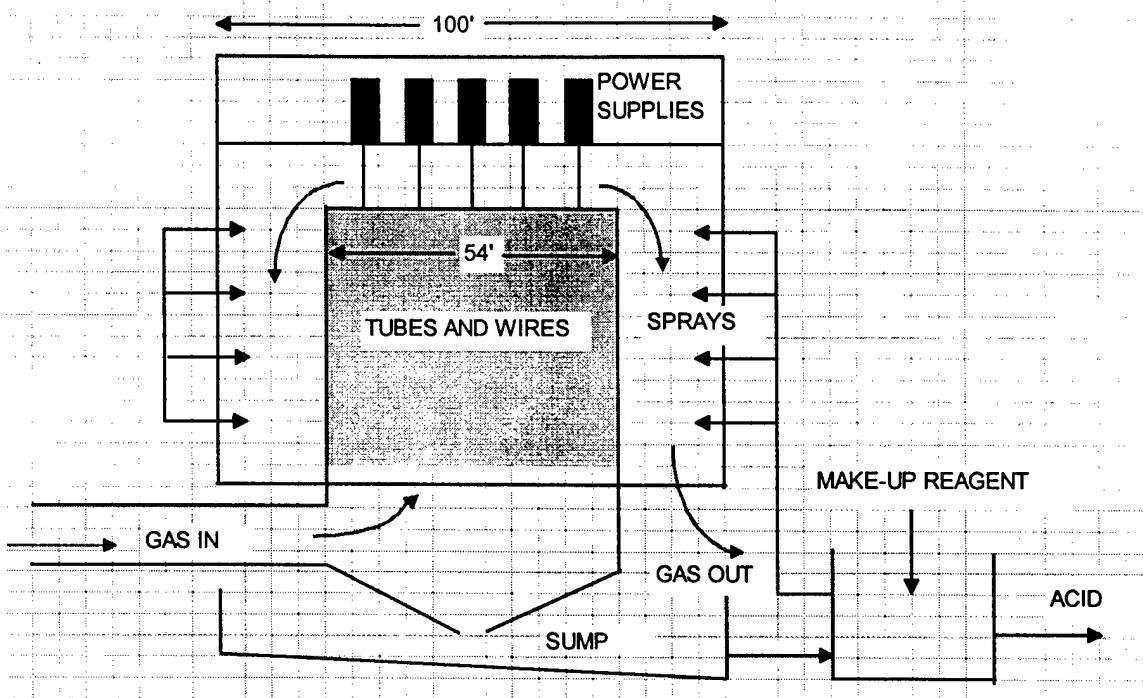 100'
POWER
SUPPLIES
54'
TUBES AND WIRES
SPRAYS
MAKE-UP REAGENT
GAS IN
GAS OUT
ACID
SUMP